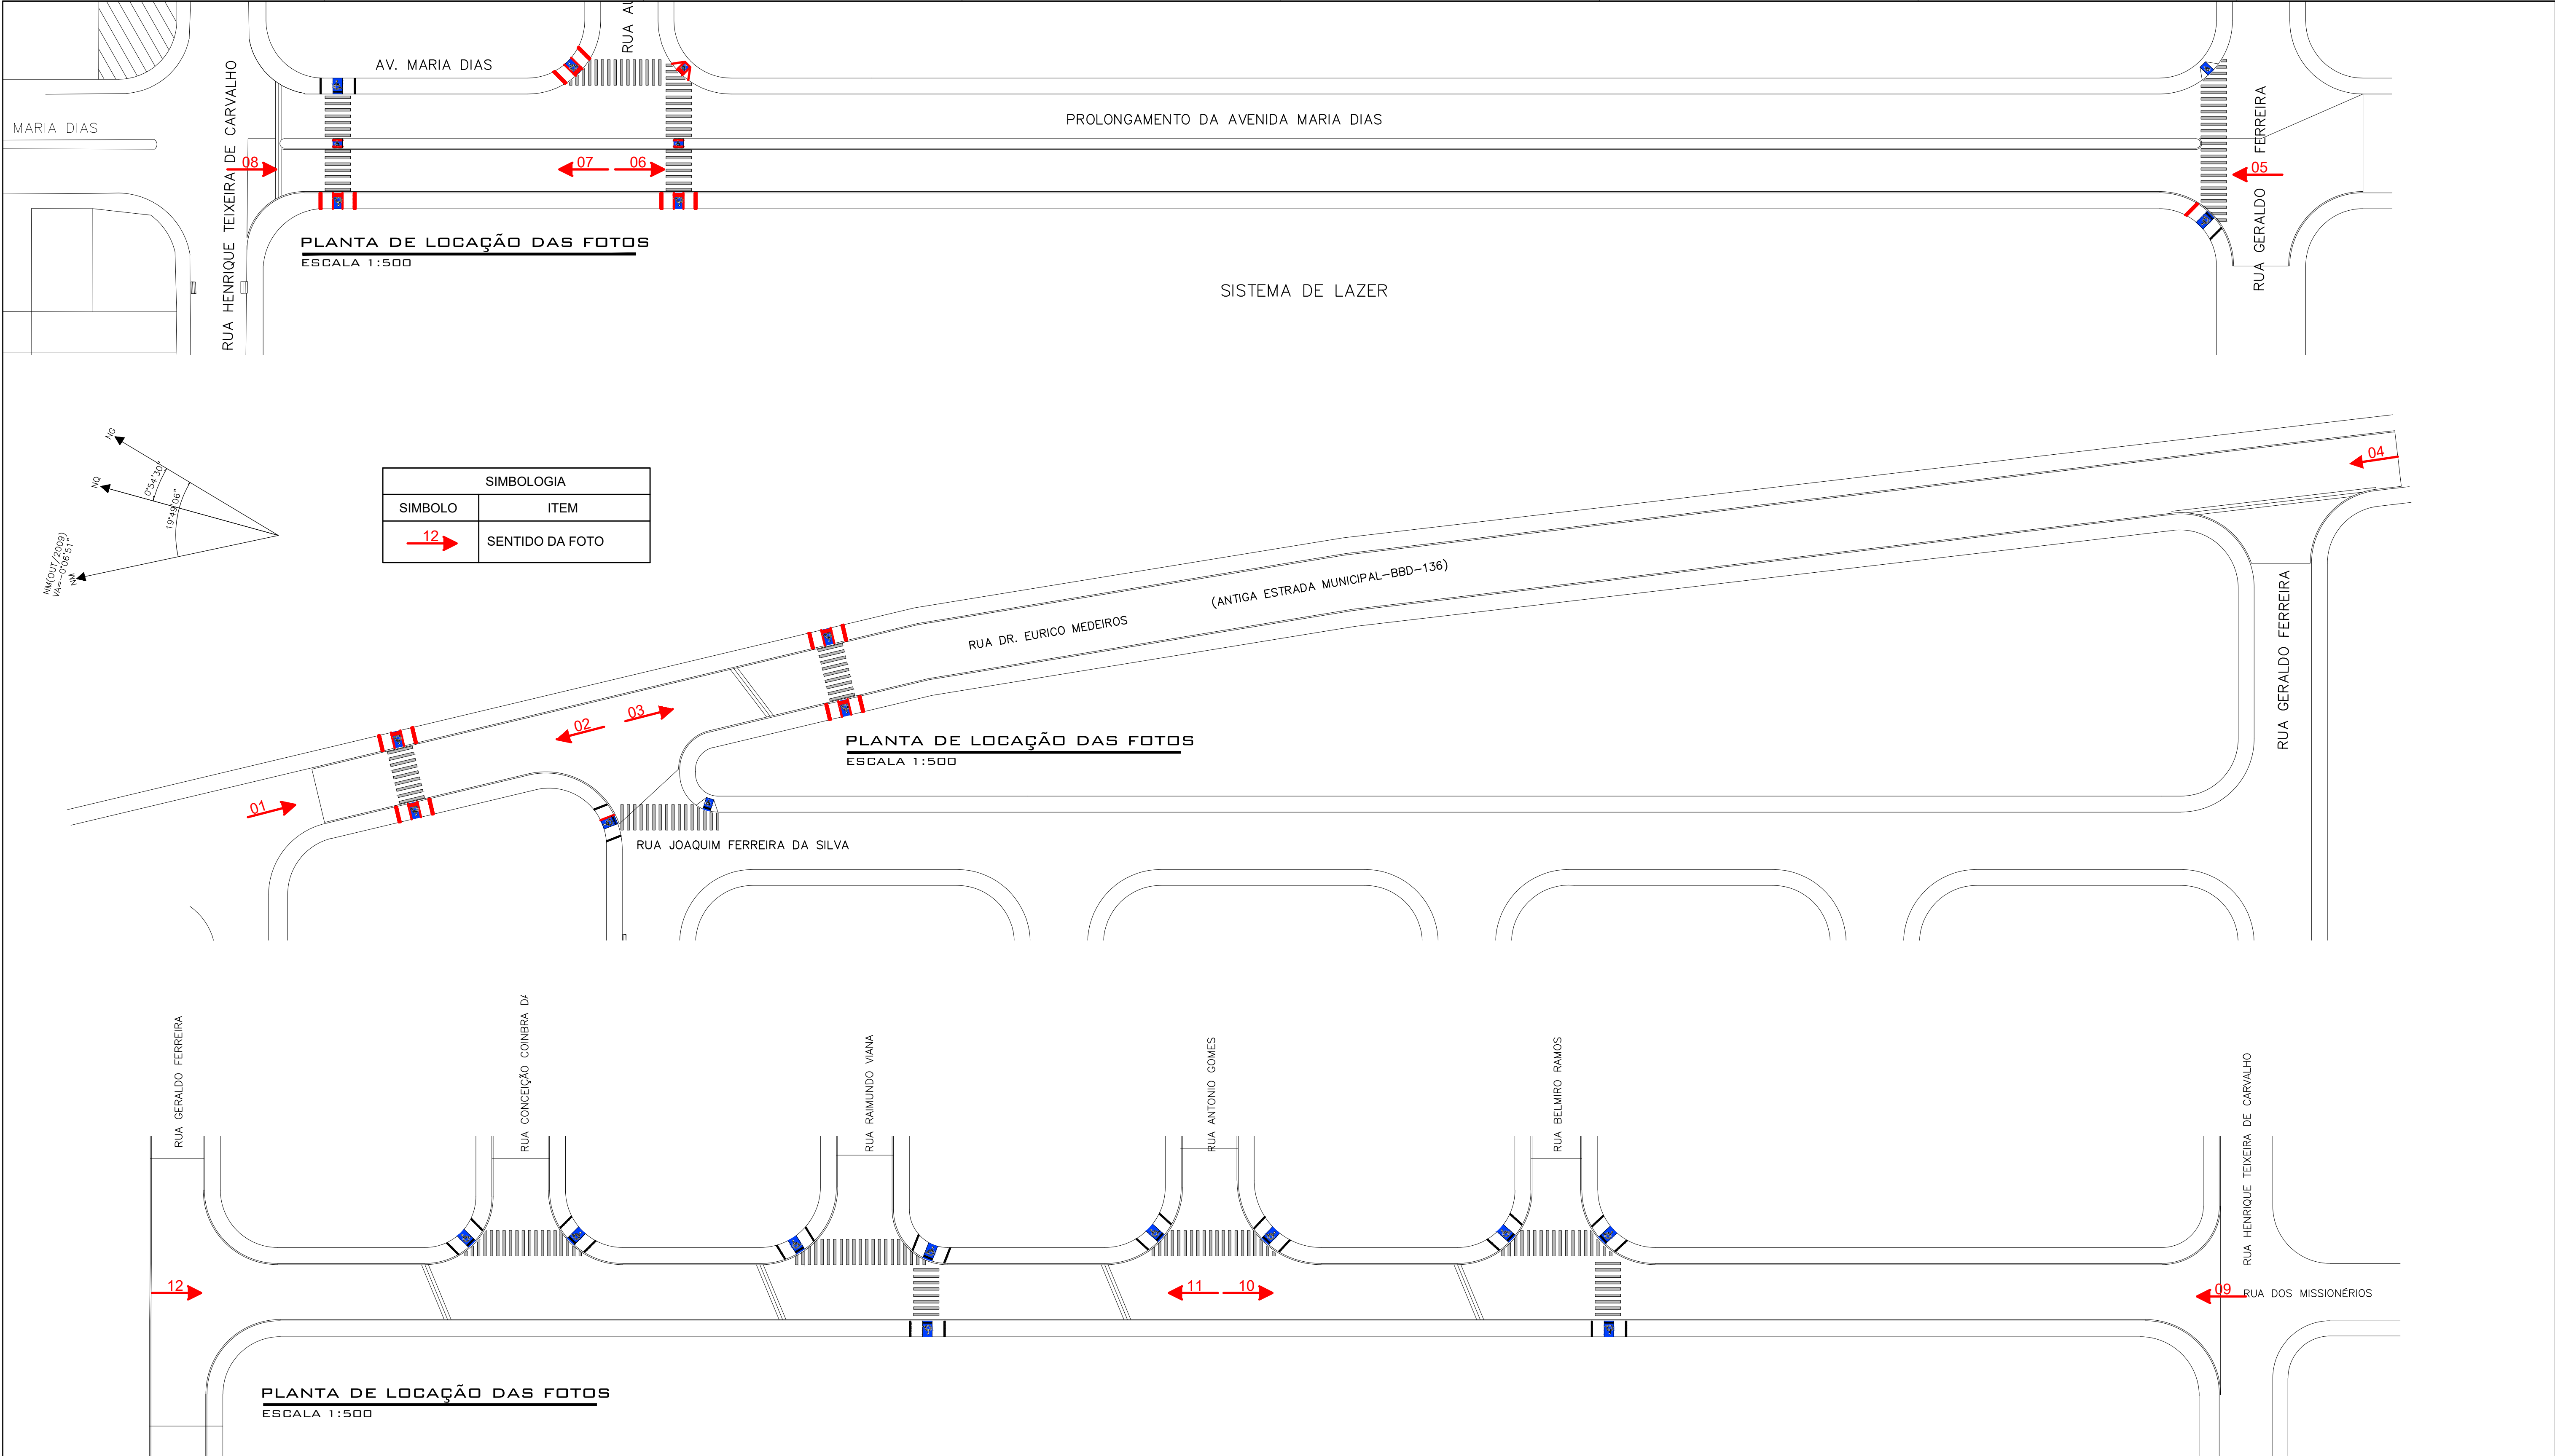 RUA AU
AV. MARIA DIAS
MARIA DIAS
RUA HENRIQUE TEIXEIRA DE CARVALHO
PROLONGAMENTO DA AVENIDA MARIA DIAS
RUA GERALDO FERREIRA
08
07
06
05
PLANTA DE LOCAÇÃO DAS FOTOS
ESCALA 1:500
SISTEMA DE LAZER
NG
NQ
NM
0°54'30"
19°49'06"
NM(OUT/2009)
VA=-0°06'51"
SIMBOLOGIA
SIMBOLO
ITEM
12
SENTIDO DA FOTO
04
(ANTIGA ESTRADA MUNICIPAL-BBD-136)
RUA DR. EURICO MEDEIROS
RUA GERALDO FERREIRA
03
02
01
PLANTA DE LOCAÇÃO DAS FOTOS
ESCALA 1:500
RUA JOAQUIM FERREIRA DA SILVA
RUA GERALDO FERREIRA
RUA CONCEIÇÃO COINBRA DA
RUA RAIMUNDO VIANA
RUA ANTONIO GOMES
RUA BELMIRO RAMOS
RUA HENRIQUE TEIXEIRA DE CARVALHO
12
11
10
09
RUA DOS MISSIONÉRIOS
PLANTA DE LOCAÇÃO DAS FOTOS
ESCALA 1:500